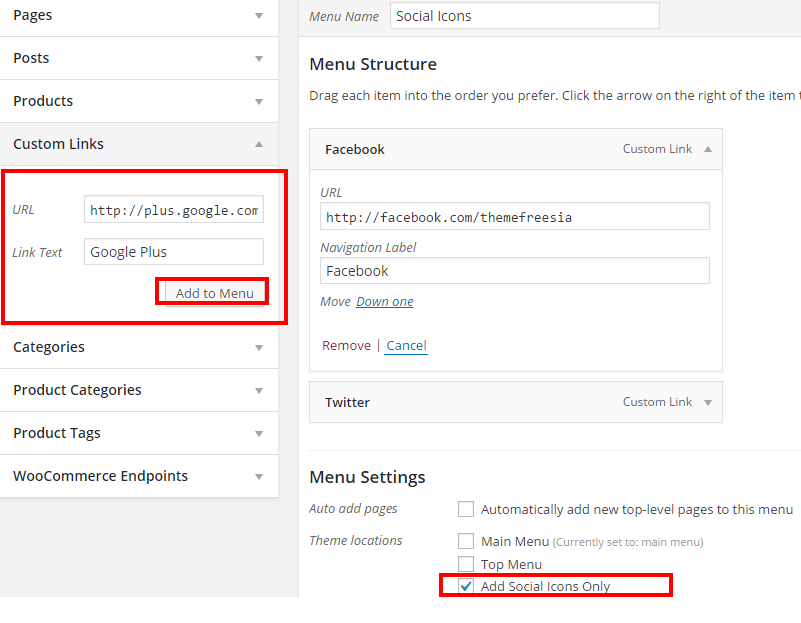 Pages
Posts
Products
Custom Links
URL http://plus.google.com
Link Text Google Plus
Add to Menu
Categories
Product Categories
Product Tags
WooCommerce Endpoints
Menu Name Social Icons
Menu Structure
Drag each item into the order you prefer. Click the arrow on the right of the item
Facebook Custom Link
URL
http://facebook.com/themefreesia
Navigation Label
Facebook
Move Down one
Remove | Cancel
Twitter Custom Link
Menu Settings
Auto add pages Automatically add new top-level pages to this menu
Theme locations Main Menu (Currently set to: main menu)
Top Menu
Add Social Icons Only